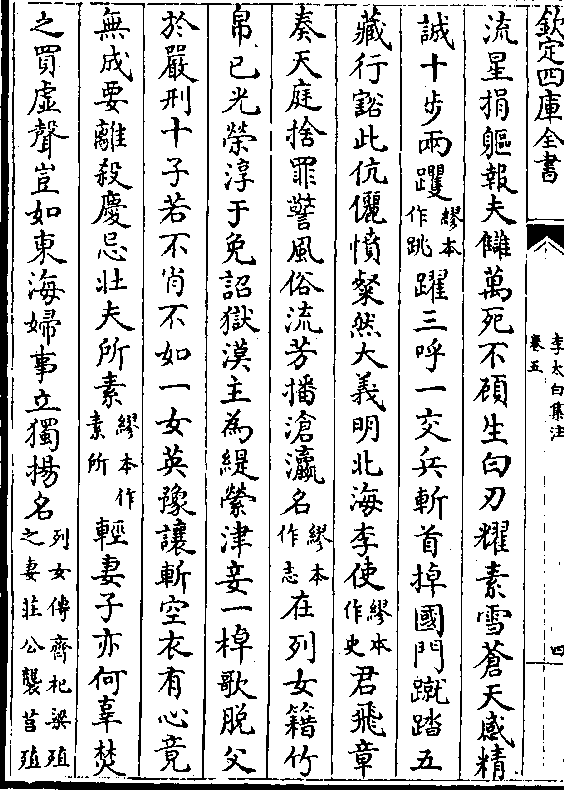 欽定四庫全書
李太白集注
卷五
四
流星捐軀報夫讎萬死不顧生白刃耀素雪蒼天感精
誠十步兩躩繆本作跳躍三呼一交兵斬首掉國門蹴踏五
藏行豁此伉儷憤粲然大義明北海李使繆本作史君飛章
奏天庭捨罪警風俗流芳播滄瀛名繆本作志在列女籍竹
帛已光榮淳于免詔獄漢主為緹縈津妾一棹歌脫父
於嚴刑十子若不肖不如一女英豫讓斬空衣有心竟
無成要離殺慶忌壯夫所素繆本作素所輕妻子亦何辜焚
之買虛聲豈如東海婦事立獨揚名列女傳齊杞梁殖之妻莊公襲莒殖